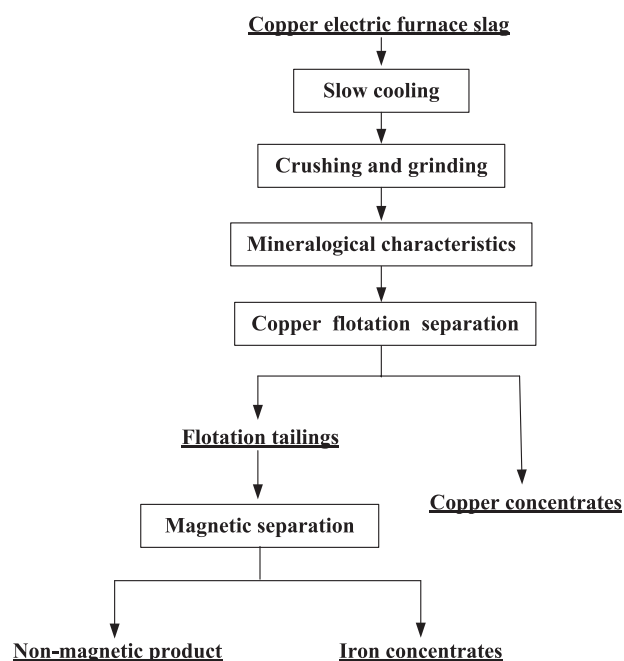 Copper electric furnace slag
Slow cooling
Crushing and grinding
Mineralogical characteristics
Copper flotation separation
Flotation tailings
Copper concentrates
Magnetic separation
Non-magnetic product
Iron concentrates